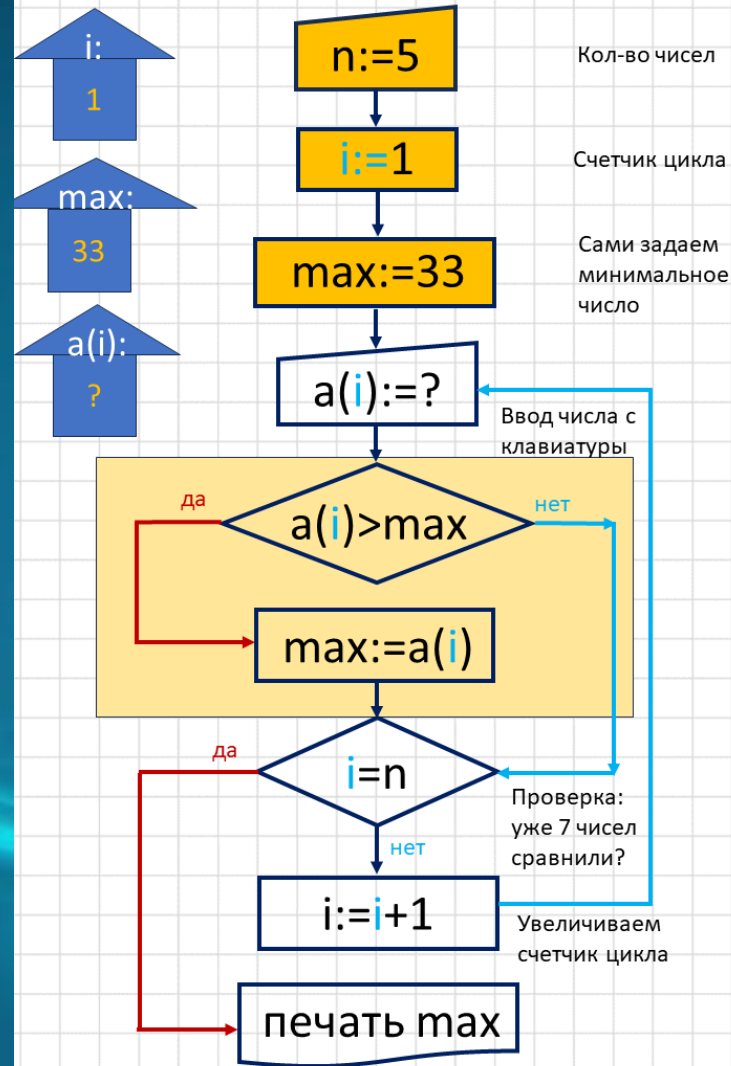 i:
1
max:
33
a(i):
?
n:=5
Кол-во чисел
i:=1
Счетчик цикла
max:=33
Сами задаем
минимальное
число
a(i):=?
Ввод числа с
клавиатуры
да
a(i)>max
нет
max:=a(i)
да
i=n
Проверка:
уже 7 чисел
сравнили?
нет
i:=i+1
Увеличиваем
счетчик цикла
печать max